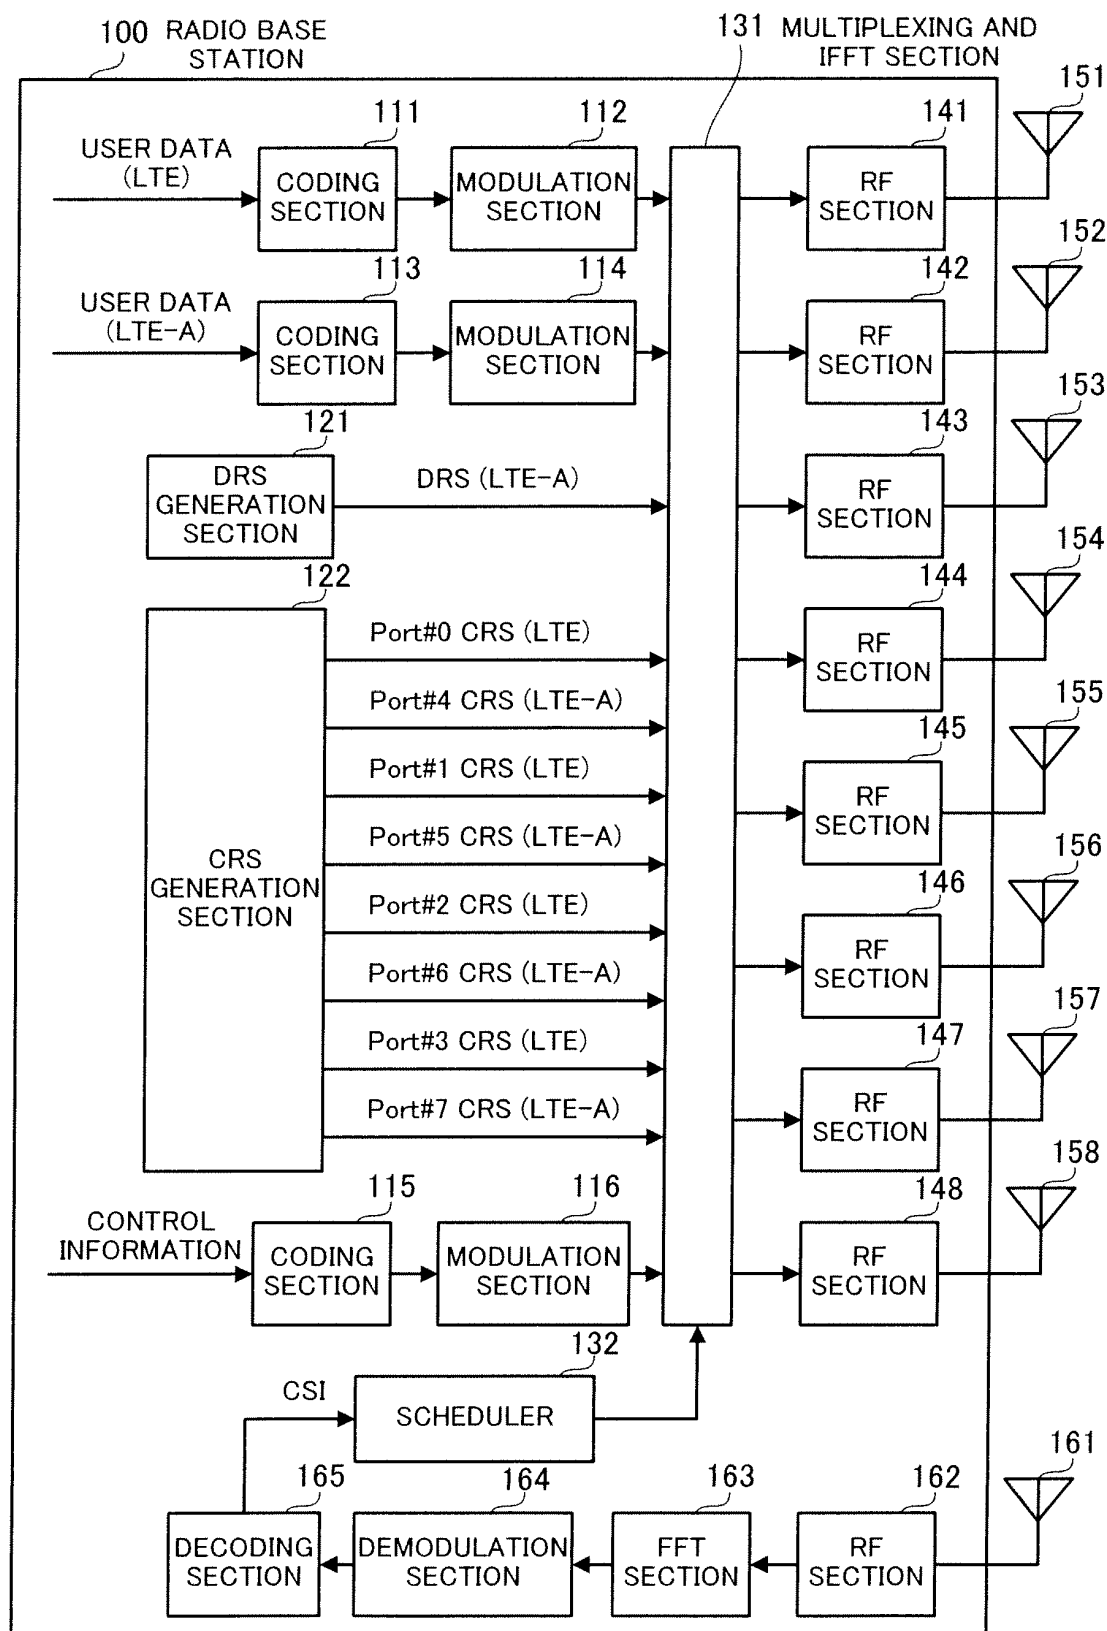 100 RADIO BASE
STATION
131 MULTIPLEXING AND
IFFT SECTION
151
111
112
141
USER DATA
(LTE)
CODING
SECTION
MODULATION
SECTION
RF
SECTION
152
113
114
142
USER DATA
(LTE-A)
CODING
SECTION
MODULATION
SECTION
RF
SECTION
153
121
143
DRS
GENERATION
SECTION
DRS (LTE-A)
RF
SECTION
154
122
144
Port#0 CRS (LTE)
RF
SECTION
Port#4 CRS (LTE-A)
155
145
Port#1 CRS (LTE)
RF
SECTION
Port#5 CRS (LTE-A)
CRS
GENERATION
SECTION
156
146
Port#2 CRS (LTE)
RF
SECTION
Port#6 CRS (LTE-A)
157
147
Port#3 CRS (LTE)
RF
SECTION
Port#7 CRS (LTE-A)
158
115
116
148
CONTROL
INFORMATION
CODING
SECTION
MODULATION
SECTION
RF
SECTION
132
CSI
SCHEDULER
161
165
164
163
162
DECODING
SECTION
DEMODULATION
SECTION
FFT
SECTION
RF
SECTION